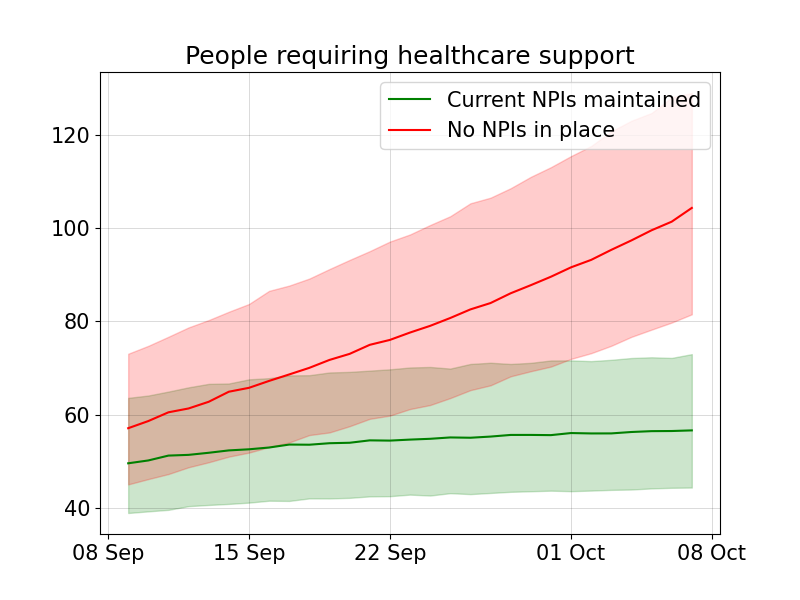 People requiring healthcare support
Current NPIs maintained
No NPIs in place
120
100
80
60
40
08 Sep 15 Sep 22 Sep 01 Oct 08 Oct